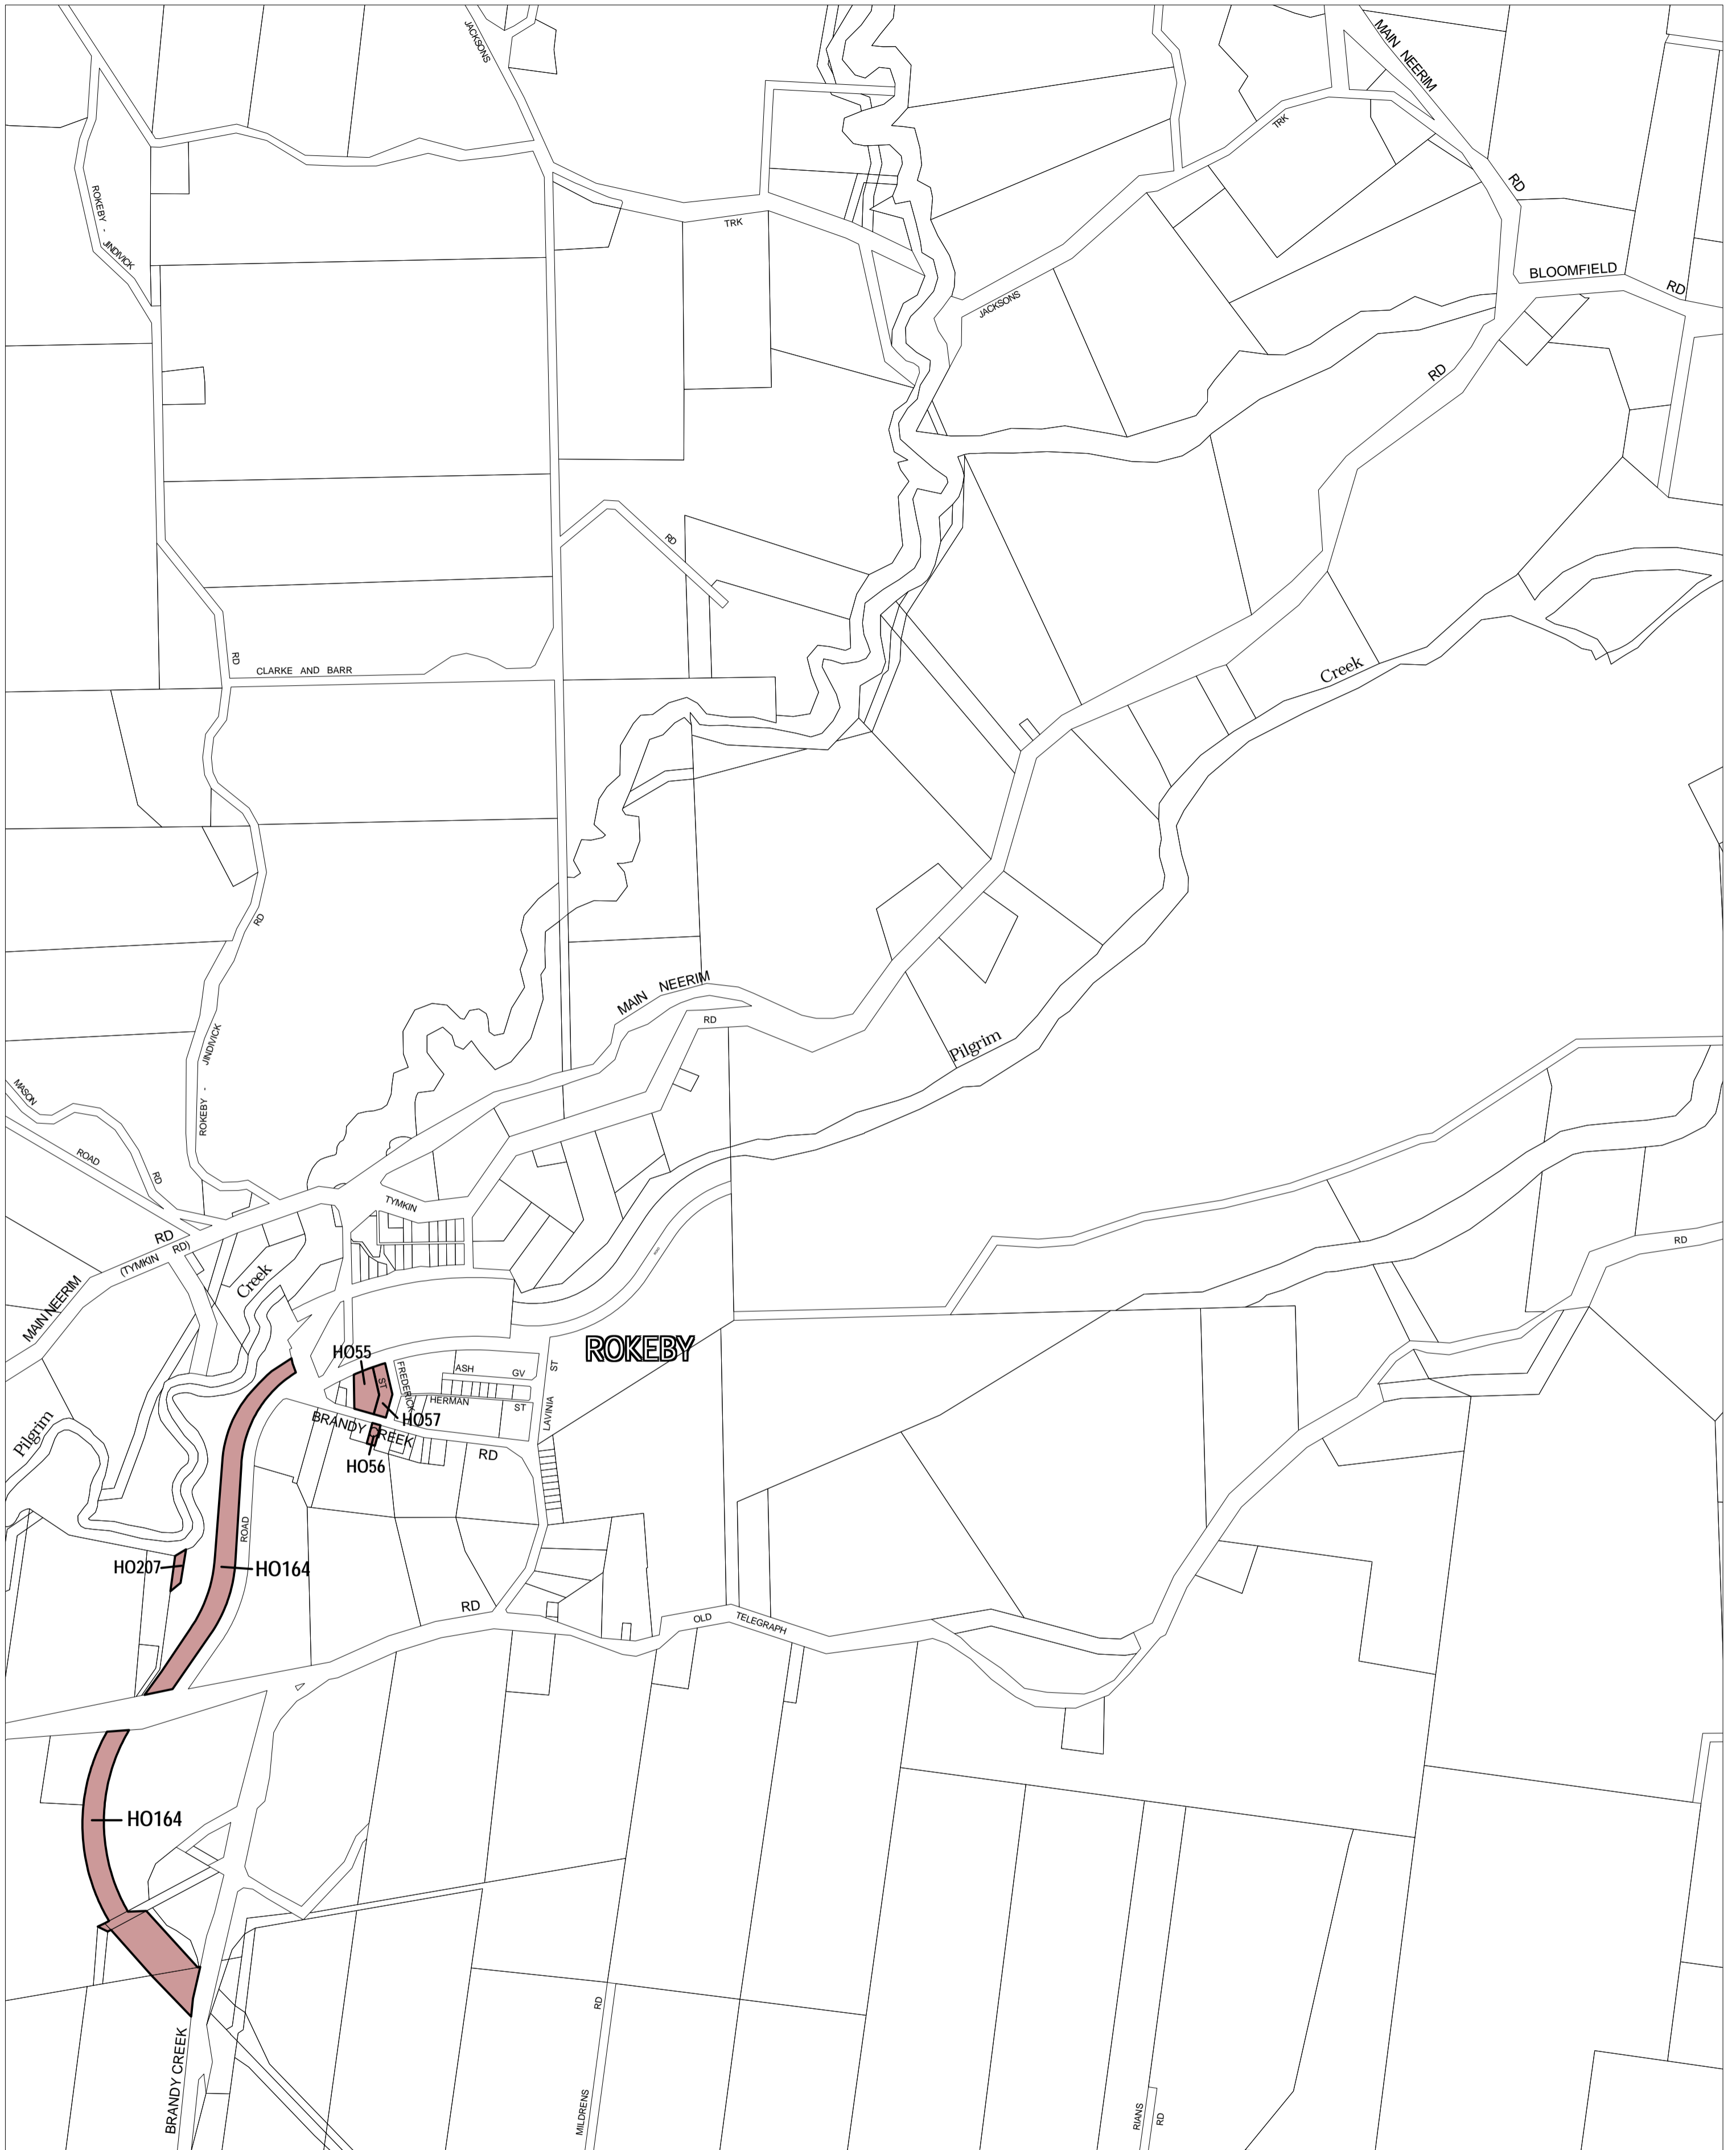 JACKSONS
MAIN NEERIM
TRK
RD
ROKEBY - JINDIVICK
TRK
BLOOMFIELD RD
JACKSONS
RD
RD
RD
CLARKE AND BARR
Creek
RD
MAIN NEERIM
RD
Pilgrim
ROKEBY - JINDIVICK
MASON
ROAD
RD
TYMKIN
RD
(TYMKIN RD)
RD
Creek
MAIN NEERIM
ROKEBY
HO55
ST
FREDERICK
ASH GV
ST
HERMAN ST
LAVINIA
HO57
BRANDY CREEK
RD
HO56
Pilgrim
ROAD
HO207
HO164
RD
OLD TELEGRAPH
HO164
RD
BRANDY CREEK
MILDRENS
RIANS
RD